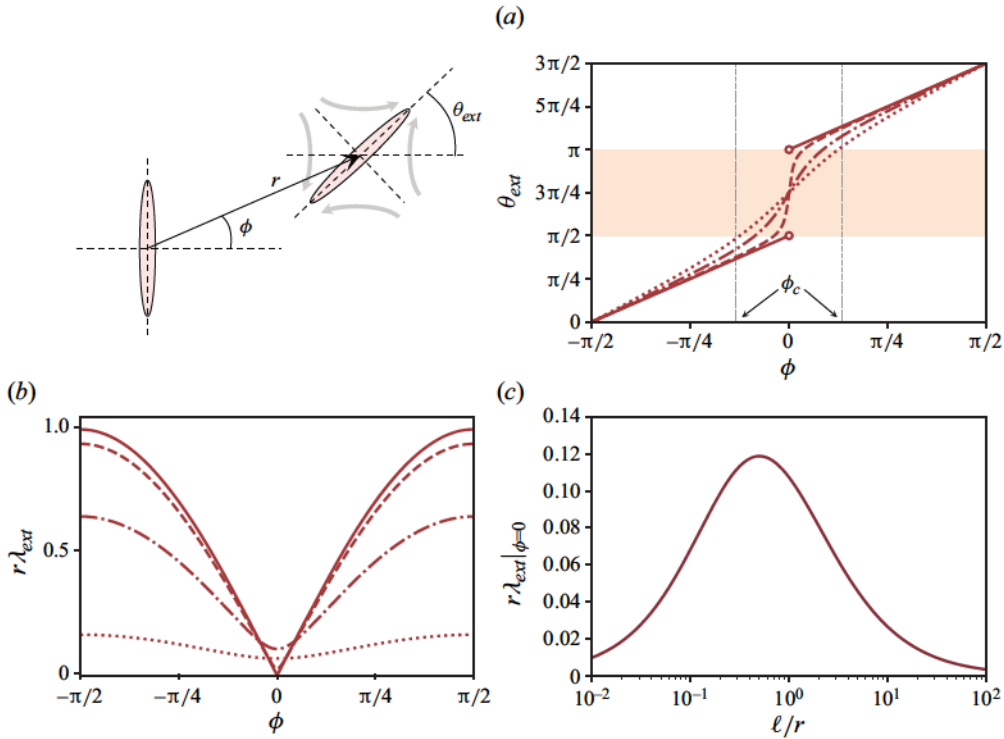 (a)
θext
r
ϕ
θext
3π/2
5π/4
π
3π/4
π/2
π/4
0
ϕc
−π/2
−π/4
0
π/4
π/2
ϕ
(b)
rλext
1.0
0.5
0
−π/2
−π/4
0
π/4
π/2
ϕ
(c)
rλext|ϕ=0
0.14
0.12
0.10
0.08
0.06
0.04
0.02
0
10⁻²
10⁻¹
10⁰
10¹
10²
ℓ/r